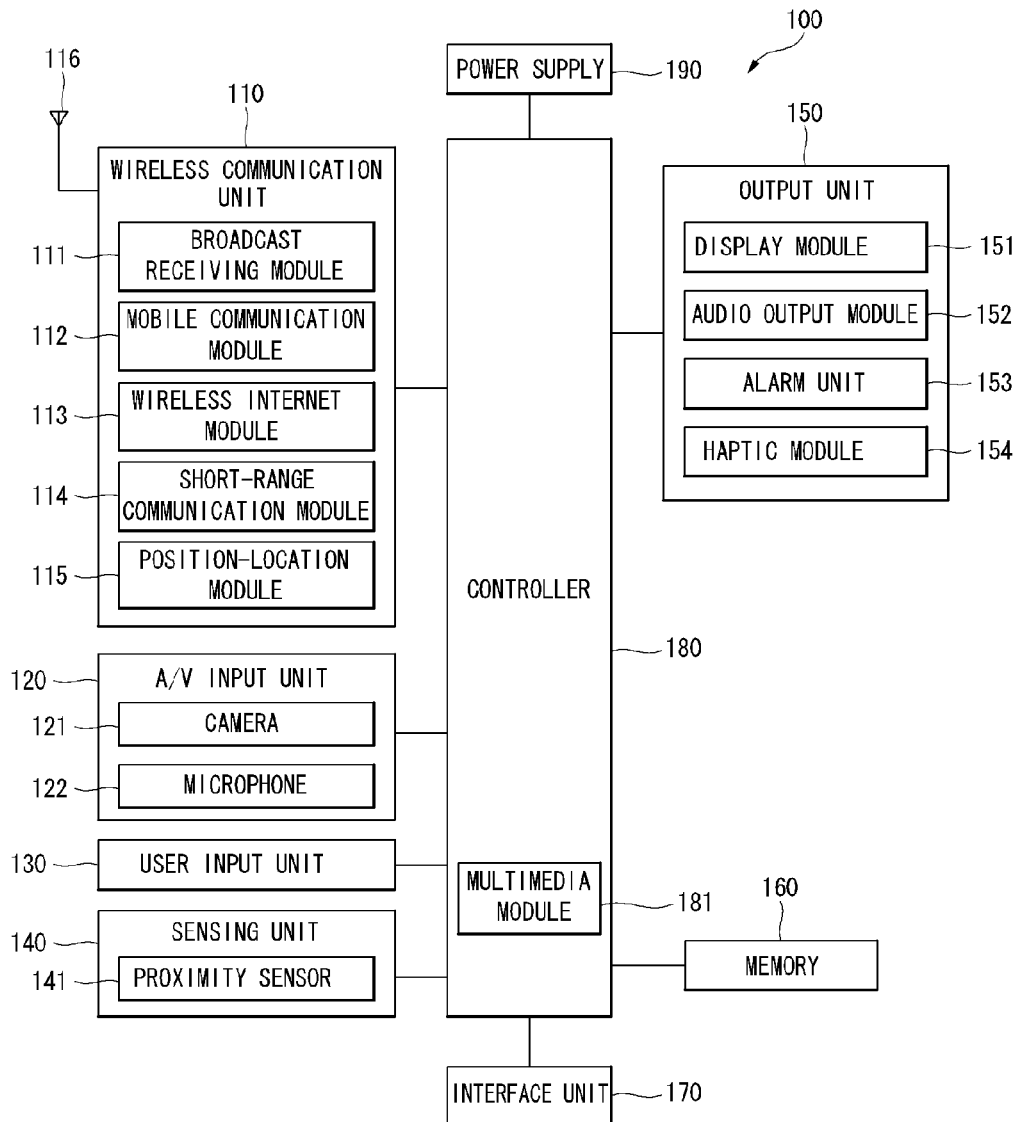 100
116
POWER SUPPLY
190
110
150
WIRELESS COMMUNICATION
UNIT
OUTPUT UNIT
111
BROADCAST
RECEIVING MODULE
DISPLAY MODULE
151
112
MOBILE COMMUNICATION
MODULE
AUDIO OUTPUT MODULE
152
113
WIRELESS INTERNET
MODULE
ALARM UNIT
153
114
SHORT-RANGE
COMMUNICATION MODULE
HAPTIC MODULE
154
115
POSITION-LOCATION
MODULE
CONTROLLER
180
120
A/V INPUT UNIT
121
CAMERA
122
MICROPHONE
130
USER INPUT UNIT
MULTIMEDIA
MODULE
181
160
140
SENSING UNIT
141
PROXIMITY SENSOR
MEMORY
INTERFACE UNIT
170